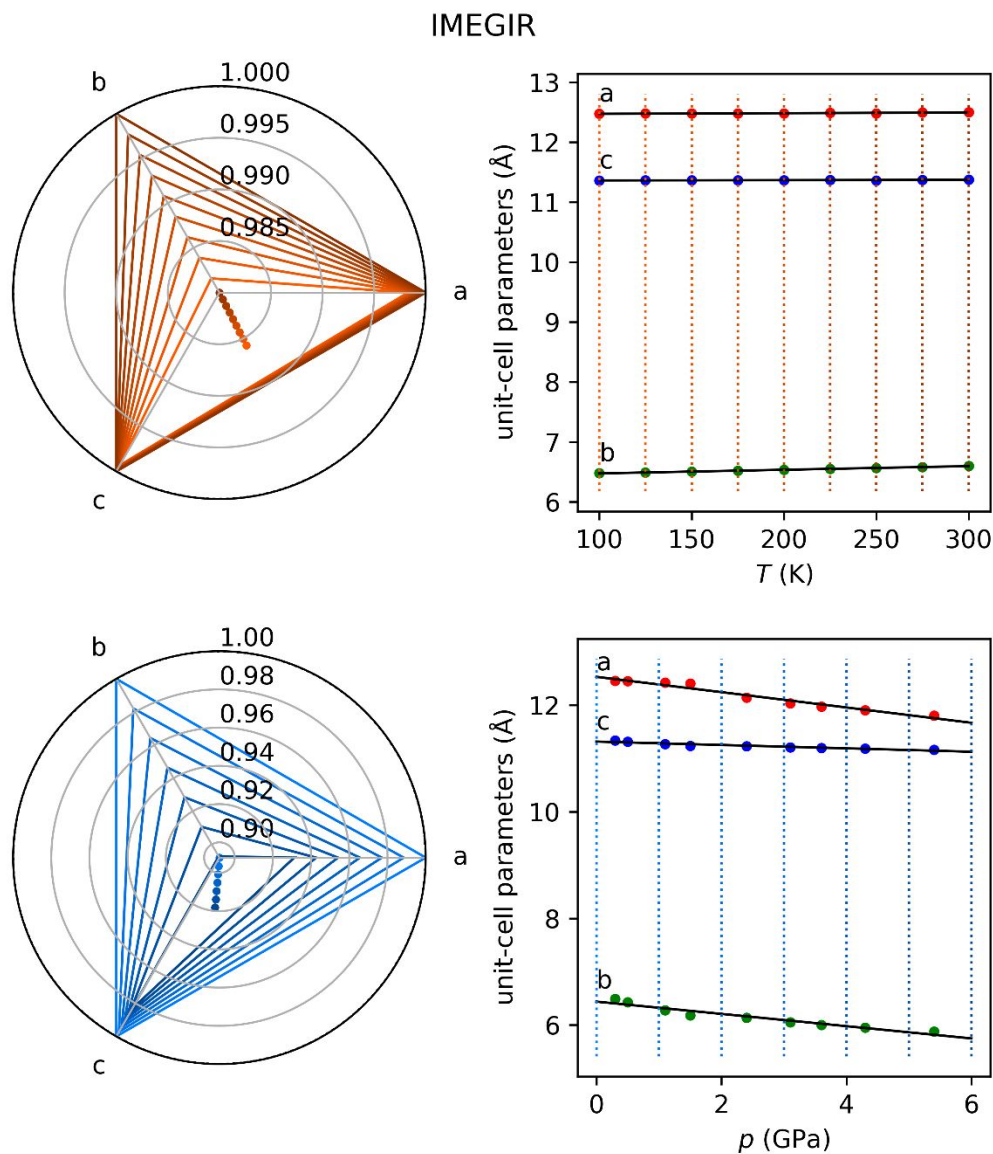 IMEGIR
b
1.000
0.995
0.990
0.985
a
c
unit-cell parameters (Å)
13
12
11
10
9
8
7
6
a
c
b
100
150
200
250
300
T (K)
b
1.00
0.98
0.96
0.94
0.92
0.90
a
c
unit-cell parameters (Å)
12
10
8
6
a
c
b
0
2
4
6
p (GPa)